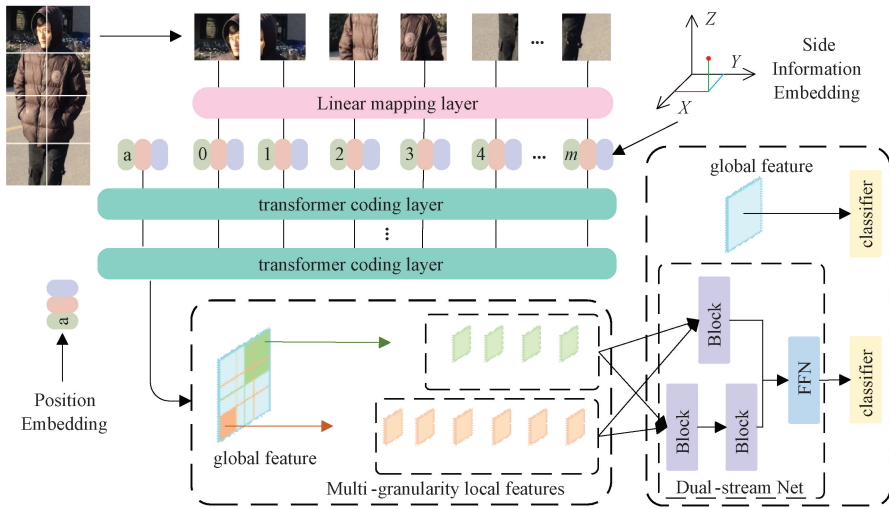 Z
Y
X
Side
Information
Embedding
Linear mapping layer
a 0 1 2 3 4 ... m
transformer coding layer
...
transformer coding layer
a
Position
Embedding
global feature
Multi-granularity local features
global feature
classifier
Block
Block
Block
FFN
classifier
Dual-stream Net